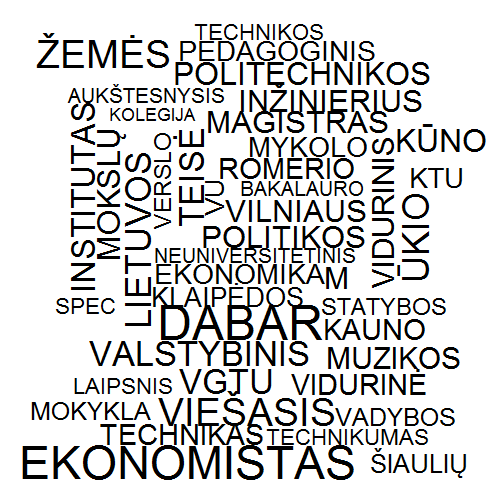 TECHNIKOS
ŽEMĖS
PEDAGOGINIS
POLITECHNIKOS
AUKŠTESNYSIS
INŽINIERIUS
KOLEGIJA
MAGISTRAS
INSTITUTAS
MOKSLŲ
LIETUVOS
VERSLO
TEISĖ
VU
MYKOLO
KŪNO
ROMERIO
KTU
BAKALAURO
VILNIAUS
VIDURINIS
ŪKIO
POLITIKOS
NEUNIVERSITETINIS
EKONOMIKA
M
KLAIPĖDOS
SPEC
STATYBOS
DABAR
KAUNO
VALSTYBINIS
MUZIKOS
LAIPSNIS
VGTU
VIDURINĖ
MOKYKLA
VIEŠASIS
VADYBOS
TECHNIKAS
TECHNIKUMAS
EKONOMISTAS
ŠIAULIŲ